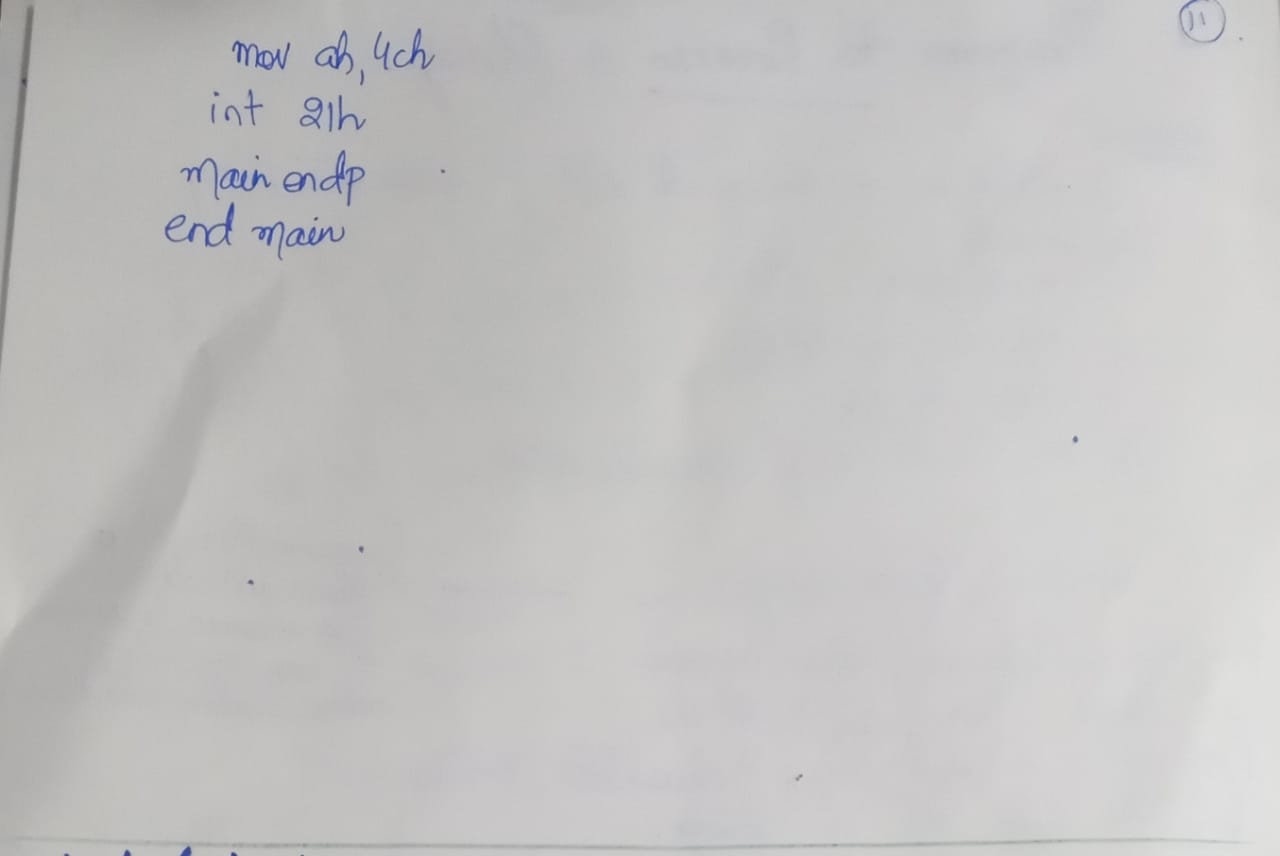 11
mov ah, 4ch
int 21h
main endp
end main